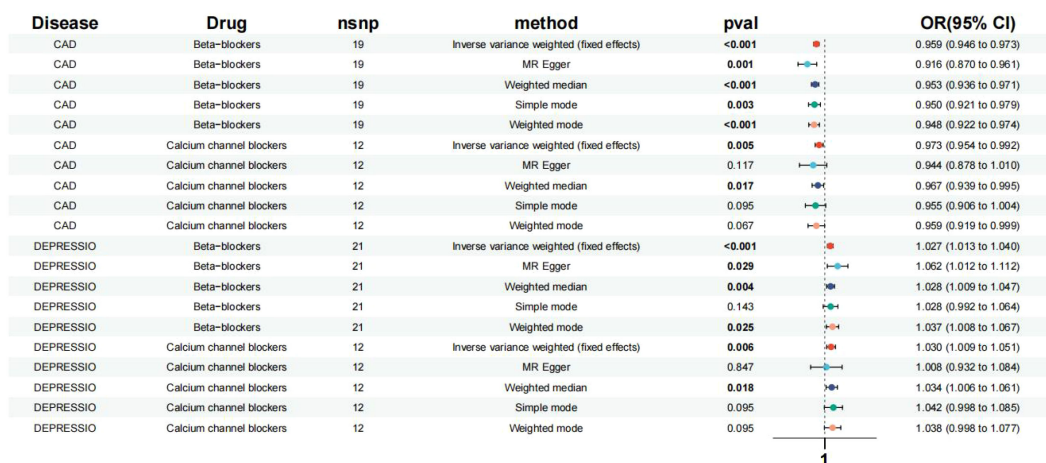 Disease Drug nsnp method pval OR(95% CI)
CAD Beta−blockers 19 Inverse variance weighted (fixed effects) <0.001 0.959 (0.946 to 0.973)
CAD Beta−blockers 19 MR Egger 0.001 0.916 (0.870 to 0.961)
CAD Beta−blockers 19 Weighted median <0.001 0.953 (0.936 to 0.971)
CAD Beta−blockers 19 Simple mode 0.003 0.950 (0.921 to 0.979)
CAD Beta−blockers 19 Weighted mode <0.001 0.948 (0.922 to 0.974)
CAD Calcium channel blockers 12 Inverse variance weighted (fixed effects) 0.005 0.973 (0.954 to 0.992)
CAD Calcium channel blockers 12 MR Egger 0.117 0.944 (0.878 to 1.010)
CAD Calcium channel blockers 12 Weighted median 0.017 0.967 (0.939 to 0.995)
CAD Calcium channel blockers 12 Simple mode 0.095 0.955 (0.906 to 1.004)
CAD Calcium channel blockers 12 Weighted mode 0.067 0.959 (0.919 to 0.999)
DEPRESSIO Beta−blockers 21 Inverse variance weighted (fixed effects) <0.001 1.027 (1.013 to 1.040)
DEPRESSIO Beta−blockers 21 MR Egger 0.029 1.062 (1.012 to 1.112)
DEPRESSIO Beta−blockers 21 Weighted median 0.004 1.028 (1.009 to 1.047)
DEPRESSIO Beta−blockers 21 Simple mode 0.143 1.028 (0.992 to 1.064)
DEPRESSIO Beta−blockers 21 Weighted mode 0.025 1.037 (1.008 to 1.067)
DEPRESSIO Calcium channel blockers 12 Inverse variance weighted (fixed effects) 0.006 1.030 (1.009 to 1.051)
DEPRESSIO Calcium channel blockers 12 MR Egger 0.847 1.008 (0.932 to 1.084)
DEPRESSIO Calcium channel blockers 12 Weighted median 0.018 1.034 (1.006 to 1.061)
DEPRESSIO Calcium channel blockers 12 Simple mode 0.095 1.042 (0.998 to 1.085)
DEPRESSIO Calcium channel blockers 12 Weighted mode 0.095 1.038 (0.998 to 1.077)
1